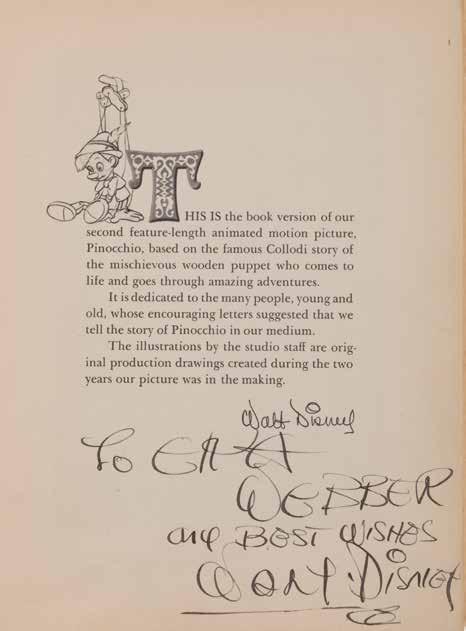 THIS IS the book version of our
second feature-length animated motion picture,
Pinocchio, based on the famous Collodi story of
the mischievous wooden puppet who comes to
life and goes through amazing adventures.
It is dedicated to the many people, young and
old, whose encouraging letters suggested that we
tell the story of Pinocchio in our medium.
The illustrations by the studio staff are orig-
inal production drawings created during the two
years our picture was in the making.
Walt Disney
To
WEBBER
BEST WISHES
Walt Disney